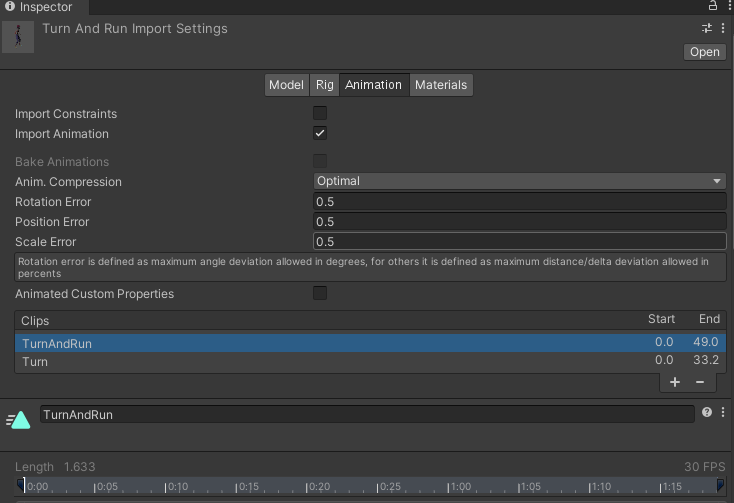 Inspector
Turn And Run Import Settings
Open
Model Rig Animation Materials
Import Constraints
Import Animation
Bake Animations
Anim. Compression Optimal
Rotation Error 0.5
Position Error 0.5
Scale Error 0.5
Rotation error is defined as maximum angle deviation allowed in degrees, for others it is defined as maximum distance/delta deviation allowed in
percents
Animated Custom Properties
Clips Start End
TurnAndRun 0.0 49.0
Turn 0.0 33.2
TurnAndRun
Length 1.633 30 FPS
0:00 0:05 0:10 0:15 0:20 0:25 1:00 1:05 1:10 1:15